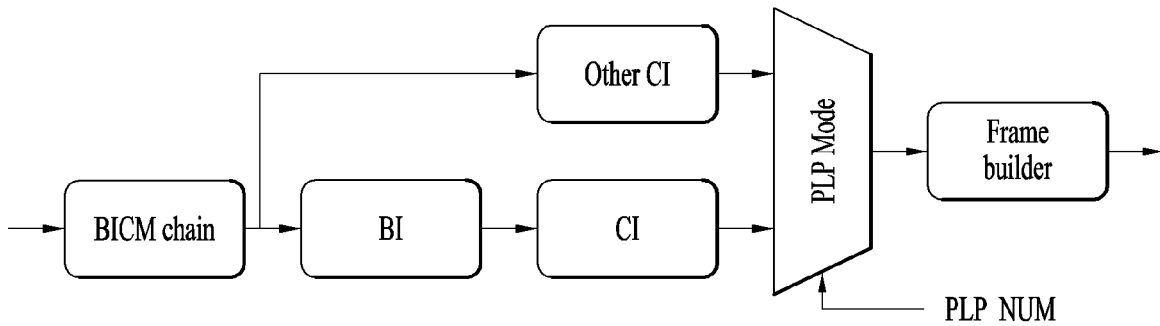 Other CI
BICM chain
BI
CI
PLP Mode
Frame
builder
PLP NUM